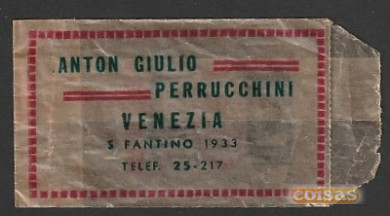 ANTON GIULIO
PERRUCCHINI
VENEZIA
S. FANTINO 1933
TELEF. 25-217
coisas